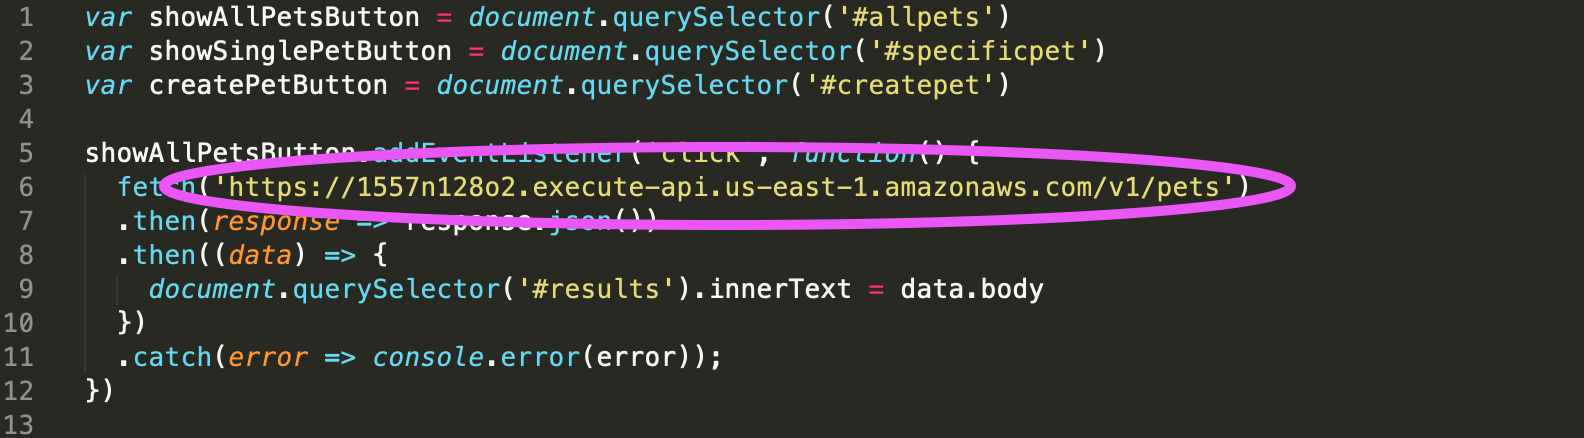 1 var showAllPetsButton = document.querySelector('#allpets')
2 var showSinglePetButton = document.querySelector('#specificpet')
3 var createPetButton = document.querySelector('#createpet')
4
5 showAllPetsButton.addEventListener('click', function() {
6 fetch('https://1557n128o2.execute-api.us-east-1.amazonaws.com/v1/pets')
7 .then(response => response.json())
8 .then((data) => {
9 document.querySelector('#results').innerText = data.body
10 })
11 .catch(error => console.error(error));
12 })
13